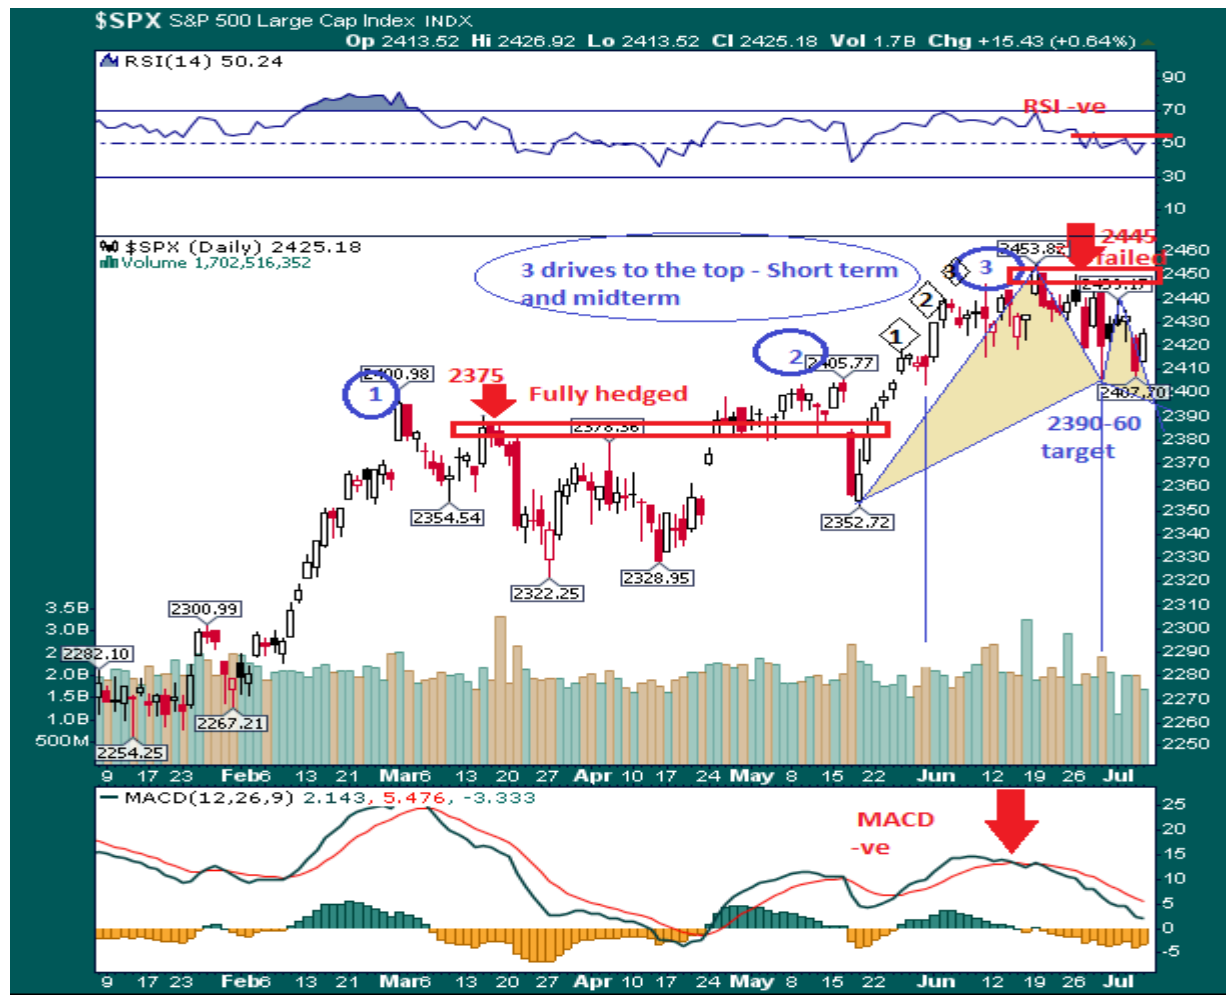 $SPX S&P 500 Large Cap Index INDX
Op 2413.52 Hi 2426.92 Lo 2413.52 Cl 2425.18 Vol 1.7B Chg +15.43 (+0.64%)
RSI(14) 50.24
90
RSI -ve
70
50
30
10
$SPX (Daily) 2425.18
Volume 1,702,516,352
3 drives to the top - Short term
and midterm
2453.82
2445
failed
3
3
2
1
2
2405.77
2400.98
1
2375
Fully hedged
2378.36
2407.70
2390-60
target
2354.54
2352.72
2322.25
2328.95
2300.99
2282.10
2267.21
2254.25
2460
2450
2440
2430
2420
2410
2400
2390
2380
2370
2360
2350
2340
2330
2320
2310
2300
2290
2280
2270
2260
2250
3.5B
3.0B
2.0B
1.5B
1.0B
500M
9 17 23 Feb6 13 21 Mar6 13 20 27 Apr 10 17 24 May 8 15 22 Jun 12 19 26 Jul
MACD(12,26,9) 2.143, 5.476, -3.333
MACD
-ve
25
20
15
10
5
0
-5
9 17 23 Feb6 13 21 Mar6 13 20 27 Apr 10 17 24 May 8 15 22 Jun 12 19 26 Jul